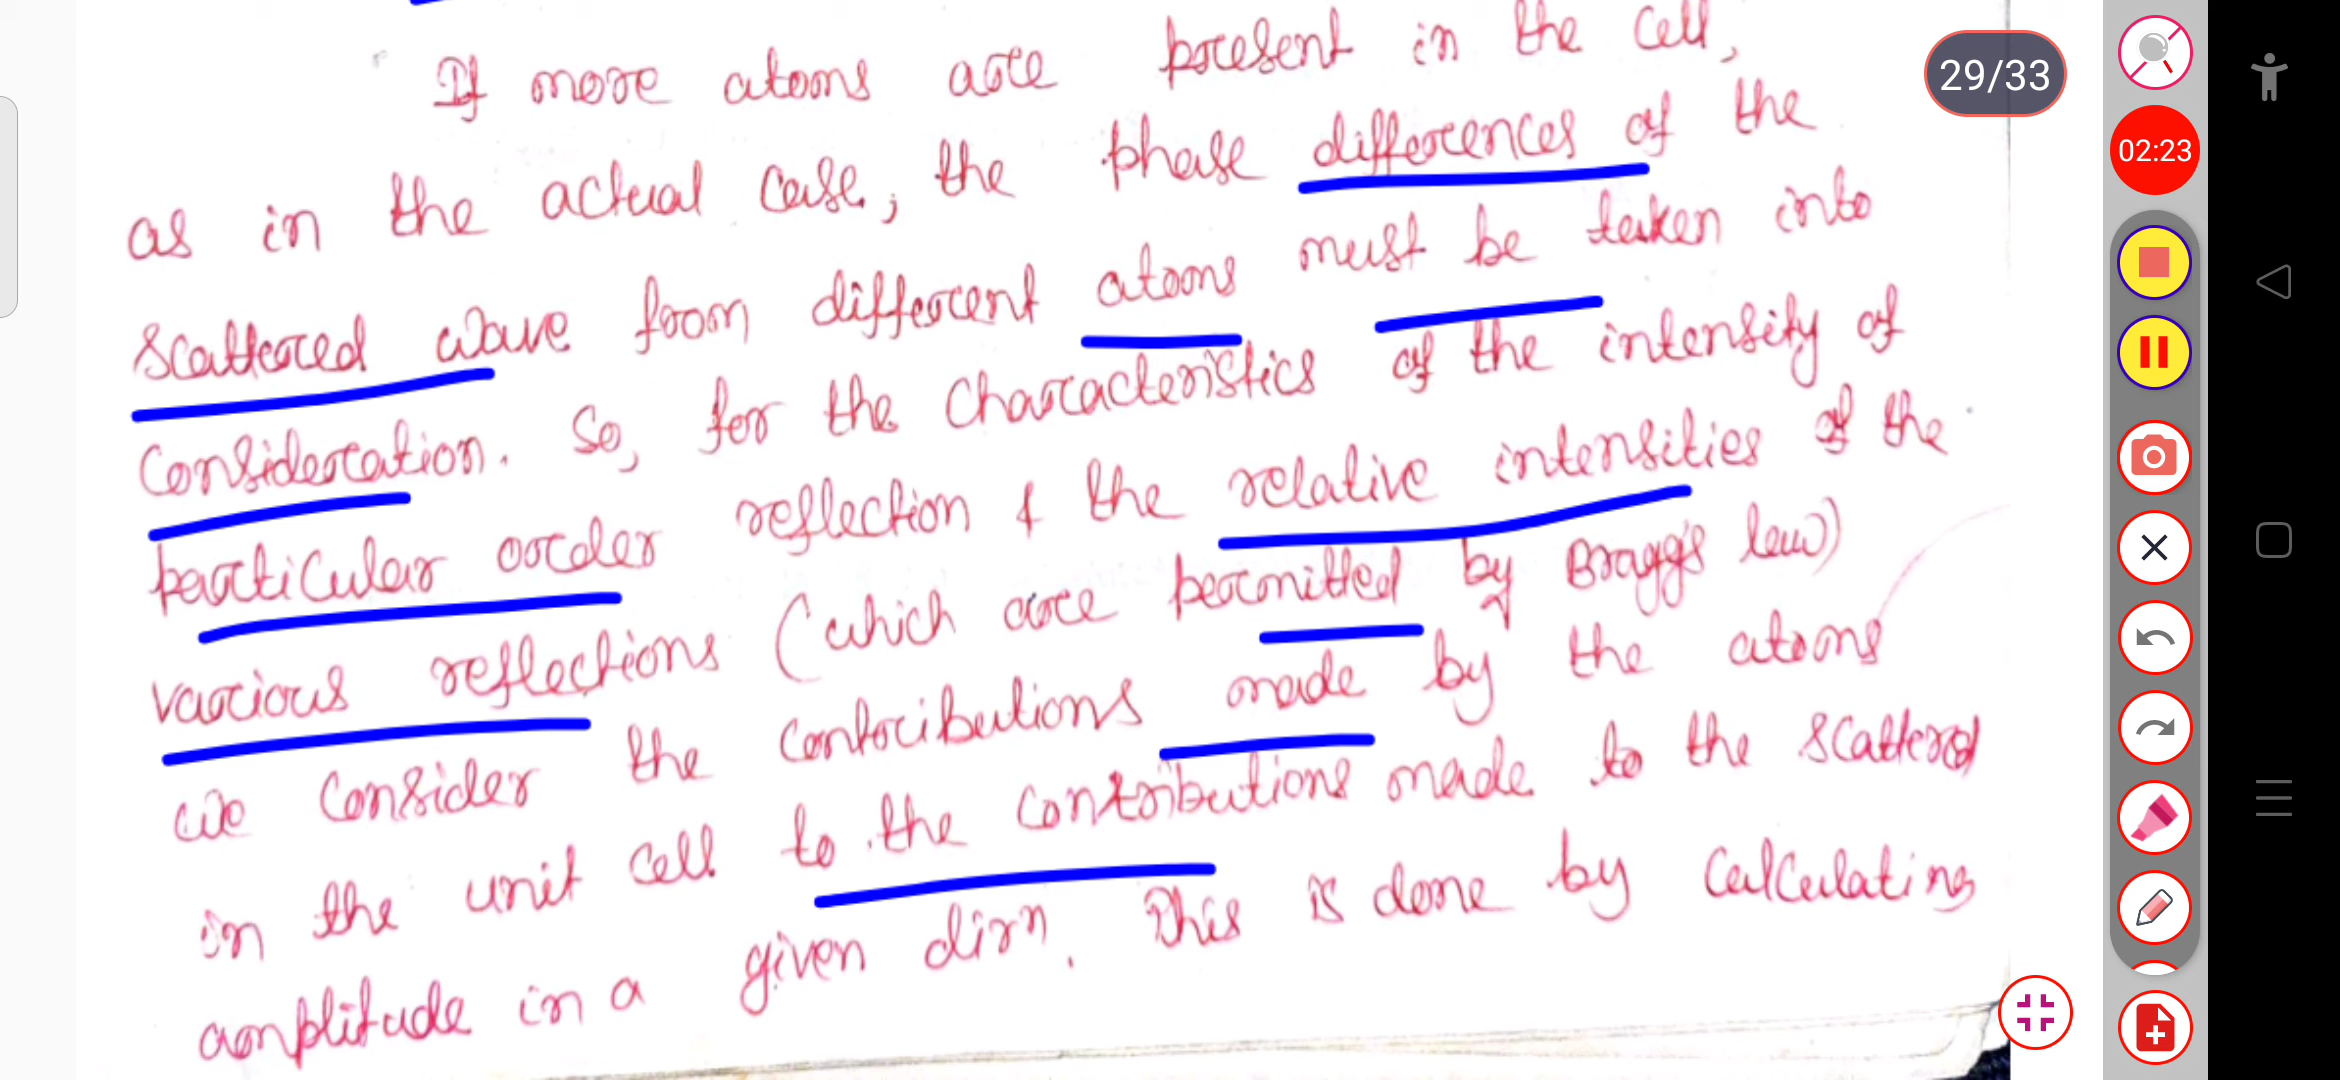 If more atoms are present in the cell,
as in the actual case, the phase differences of the
scattered wave from different atoms must be taken into
consideration. So, for the characteristics of the intensity of
particular order reflection & the relative intensities of the
various reflections (which are permitted by Bragg's law)
we consider the contributions made by the atoms
in the unit cell to the contributions made to the scattered
amplitude in a given dirn. This is done by calculating
29/33
02:23